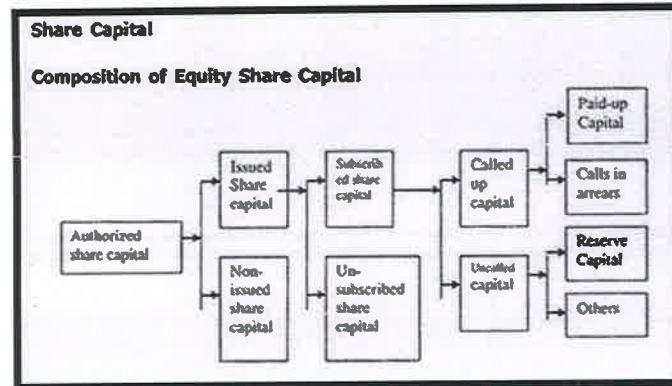 Share Capital
Composition of Equity Share Capital
Authorized
share capital
Issued
Share
capital
Non-
issued
share
capital
Subscrib
ed share
capital
Un-
subscribed
share
capital
Called
up
capital
Uncalled
capital
Paid-up
Capital
Calls in
arrears
Reserve
Capital
Others